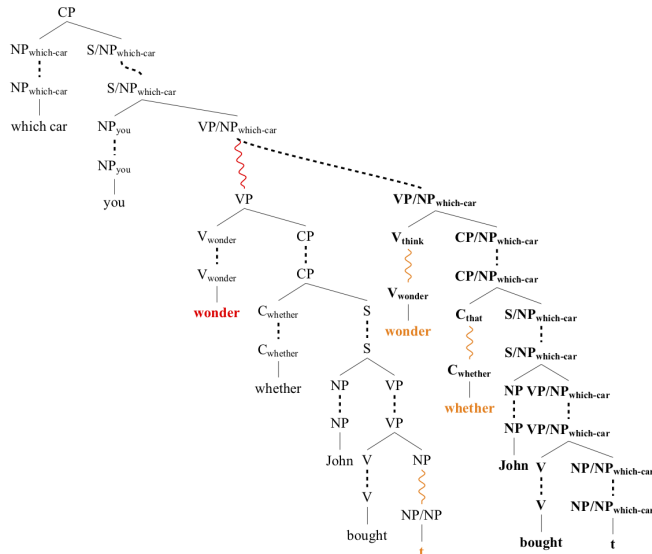 CP
NPwhich-car S/NPwhich-car
NPwhich-car S/NPwhich-car
which car NPyou VP/NPwhich-car
NPyou
you VP VP/NPwhich-car
Vwonder CP Vthink CP/NPwhich-car
Vwonder CP Vwonder CP/NPwhich-car
wonder Cwhether S wonder Cthat S/NPwhich-car
Cwhether S Cwhether S/NPwhich-car
whether NP VP whether NP VP/NPwhich-car
NP VP NP VP/NPwhich-car
John V NP John V NP/NPwhich-car
V NP/NP V NP/NPwhich-car
bought t bought t